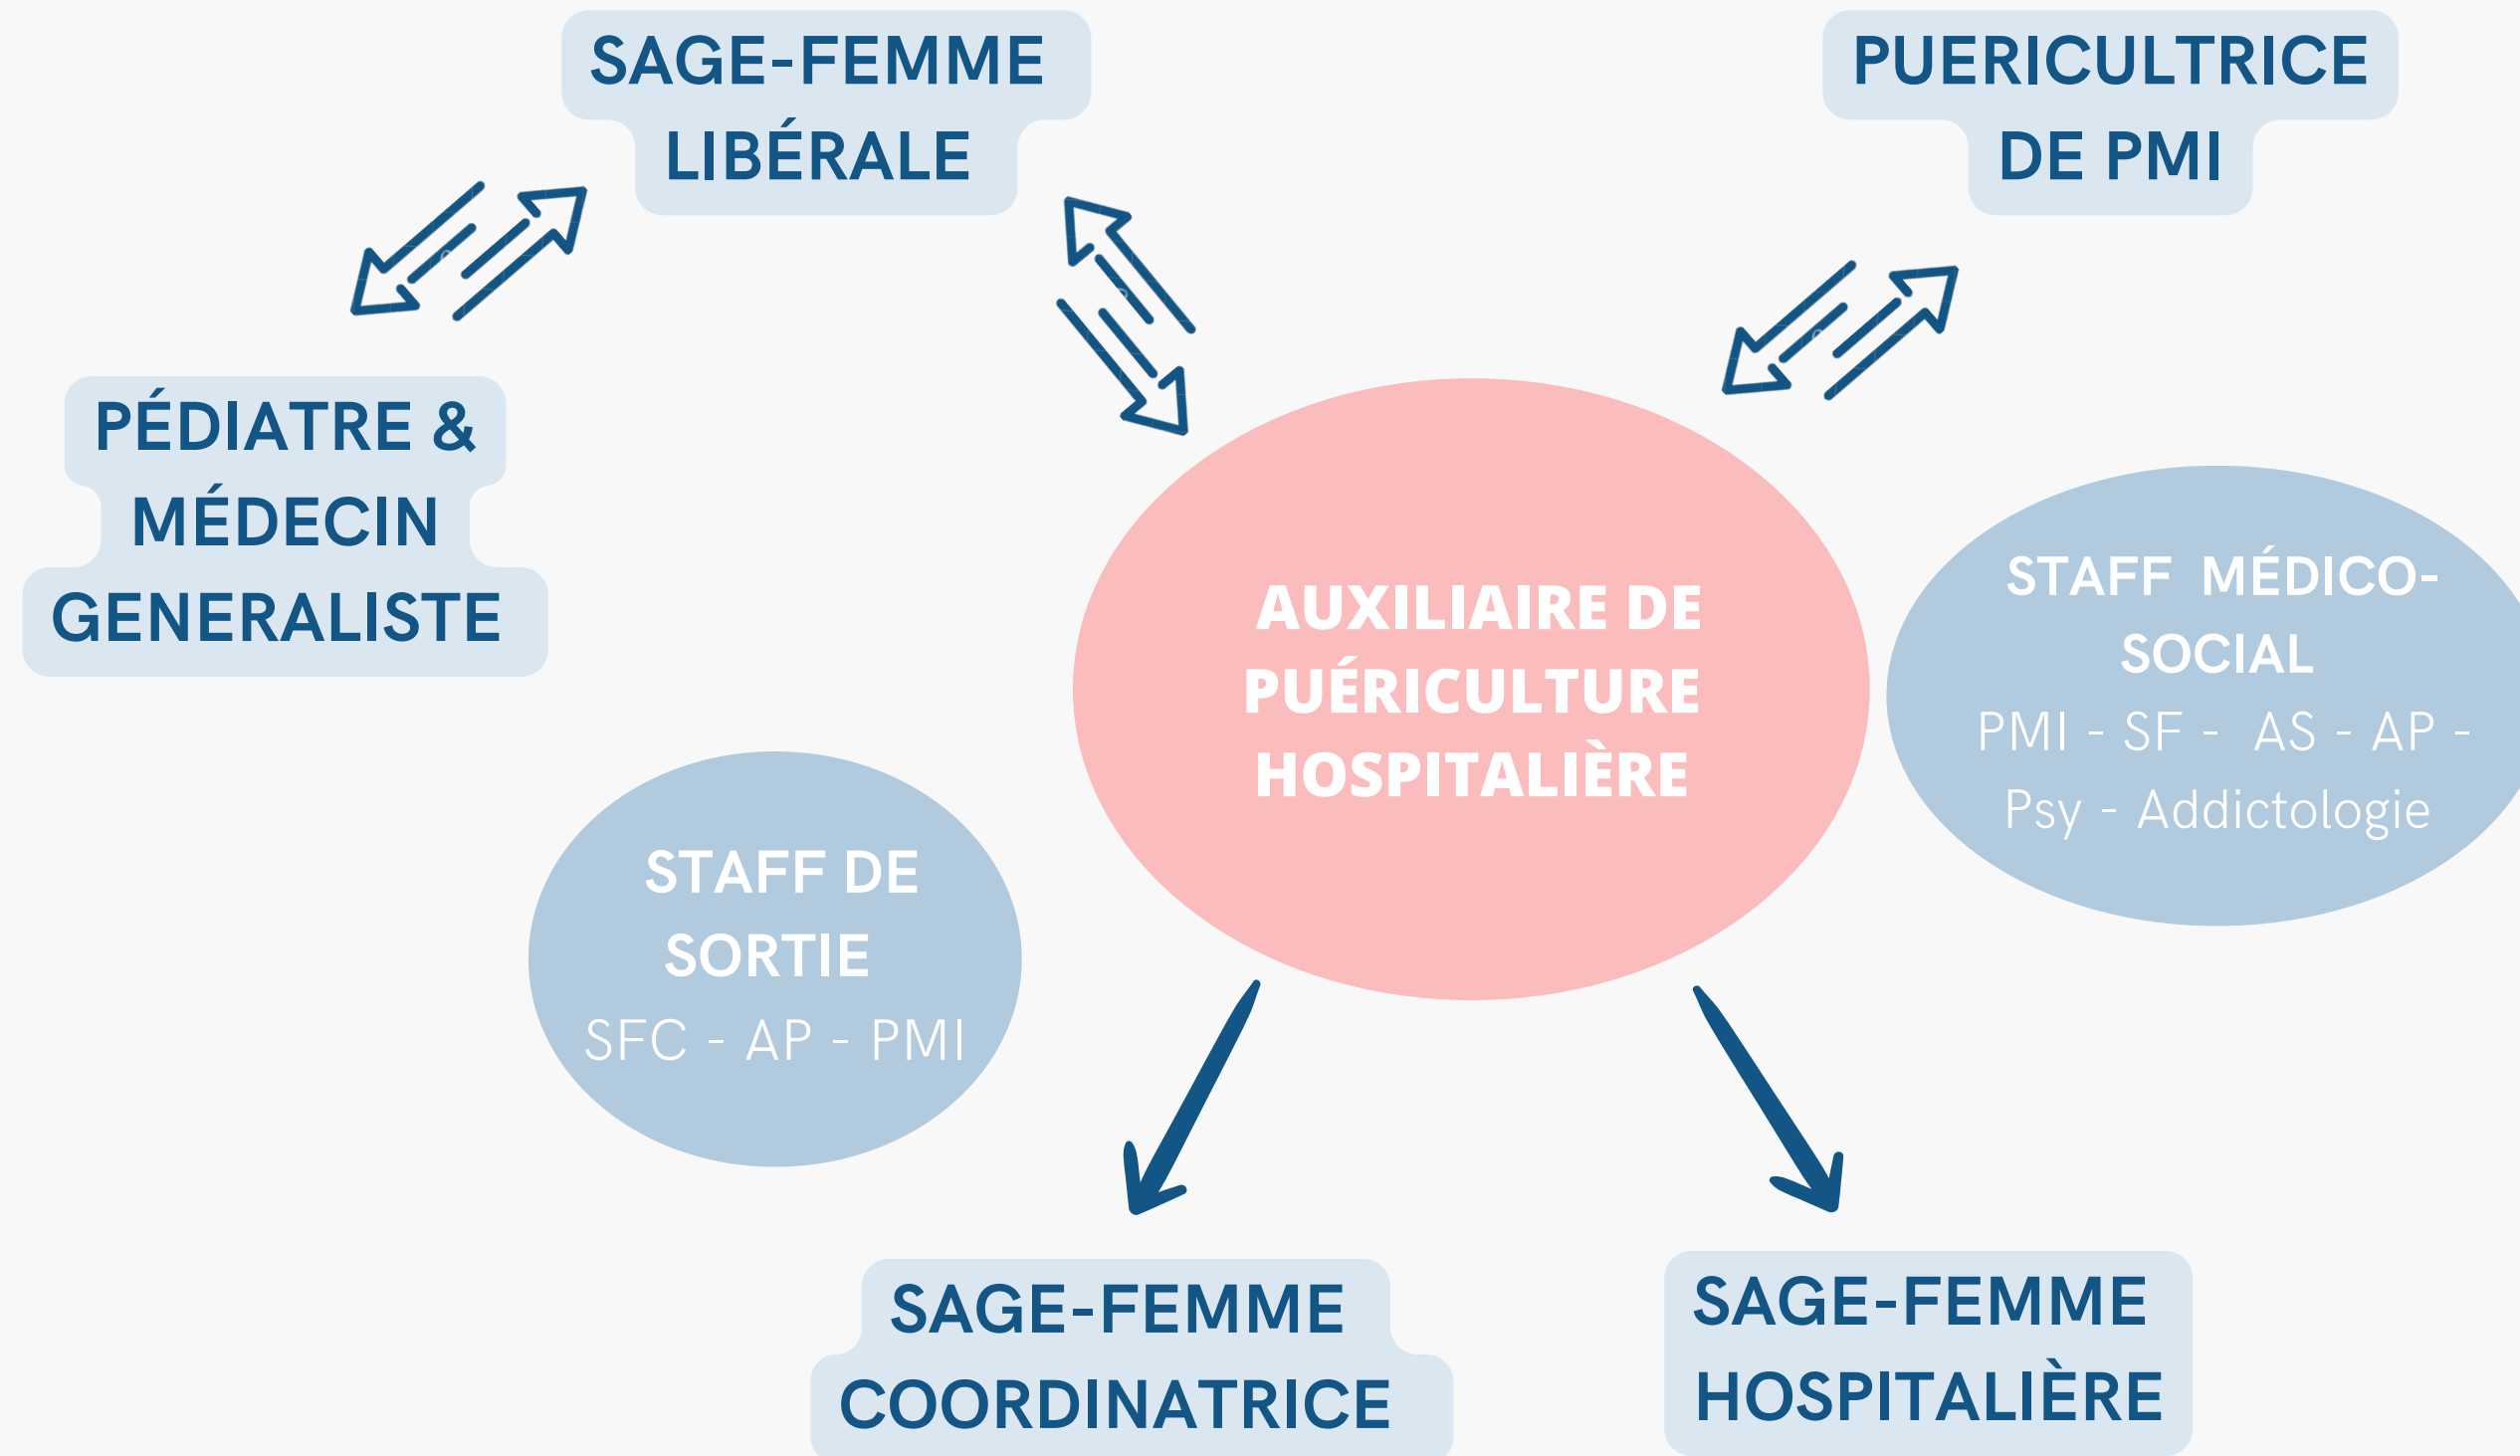 SAGE-FEMME
LIBÉRALE
PUERICULTRICE
DE PMI
PÉDIATRE &
MÉDECIN
GENERALISTE
AUXILIAIRE DE
PUÉRICULTURE
HOSPITALIÈRE
STAFF MÉDICO-
SOCIAL
PMI - SF - AS - AP -
Psy - Addictologie
STAFF DE
SORTIE
SFC - AP - PMI
SAGE-FEMME
COORDINATRICE
SAGE-FEMME
HOSPITALIÈRE